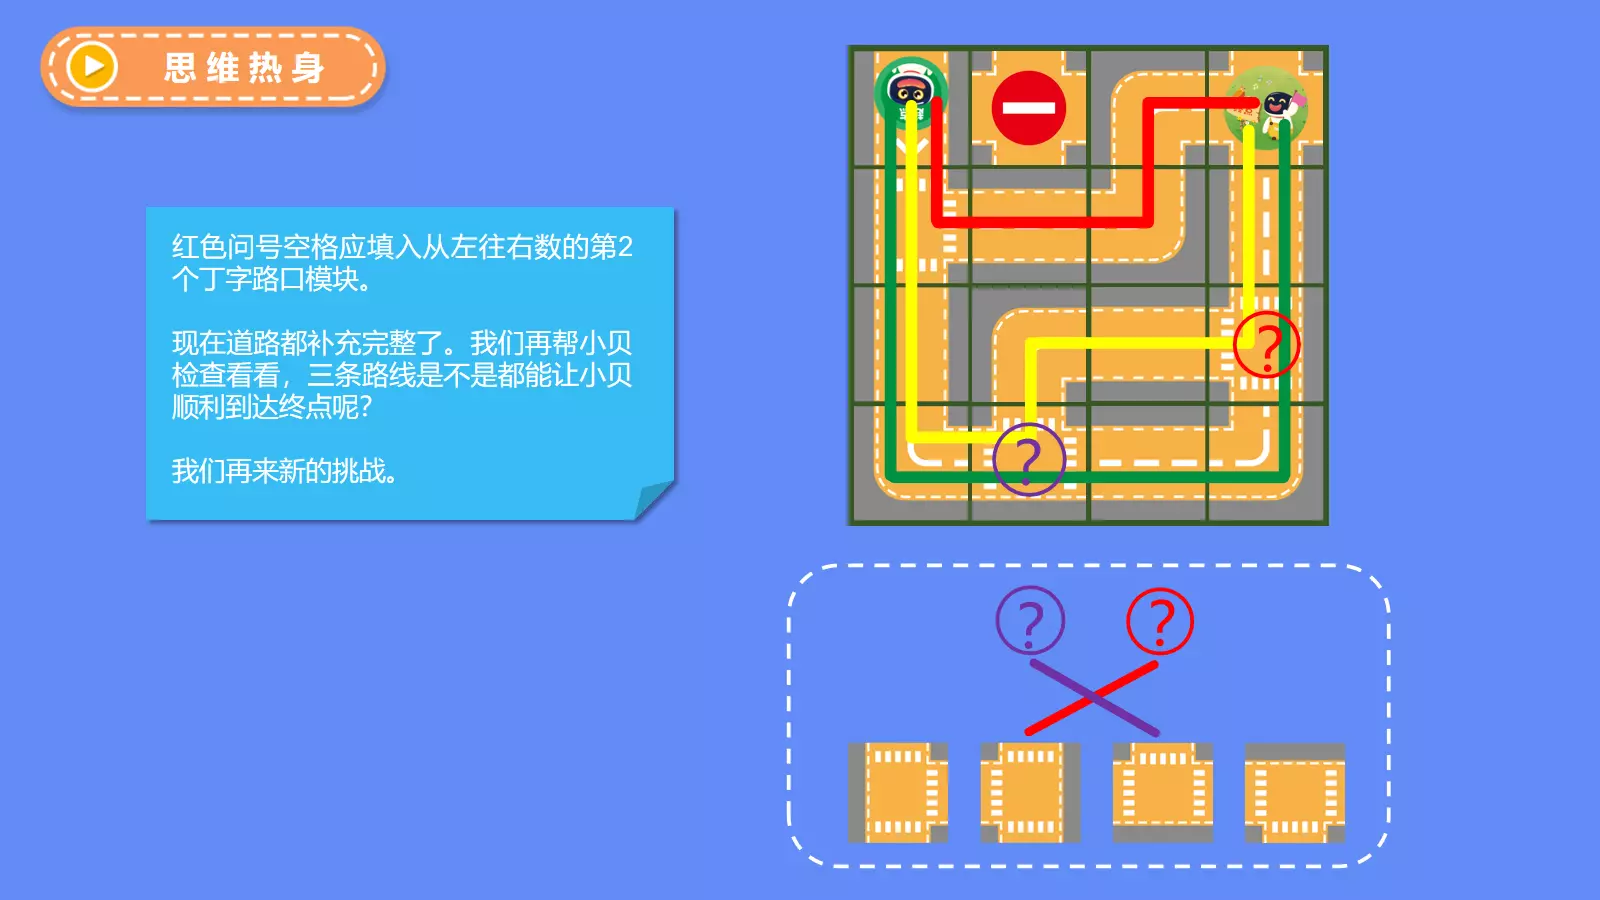 思维热身
红色问号空格应填入从左往右数的第2
个丁字路口模块。
现在道路都补充完整了。我们再帮小贝
检查看看，三条路线是不是都能让小贝
顺利到达终点呢？
我们再来新的挑战。
?
?
?
?